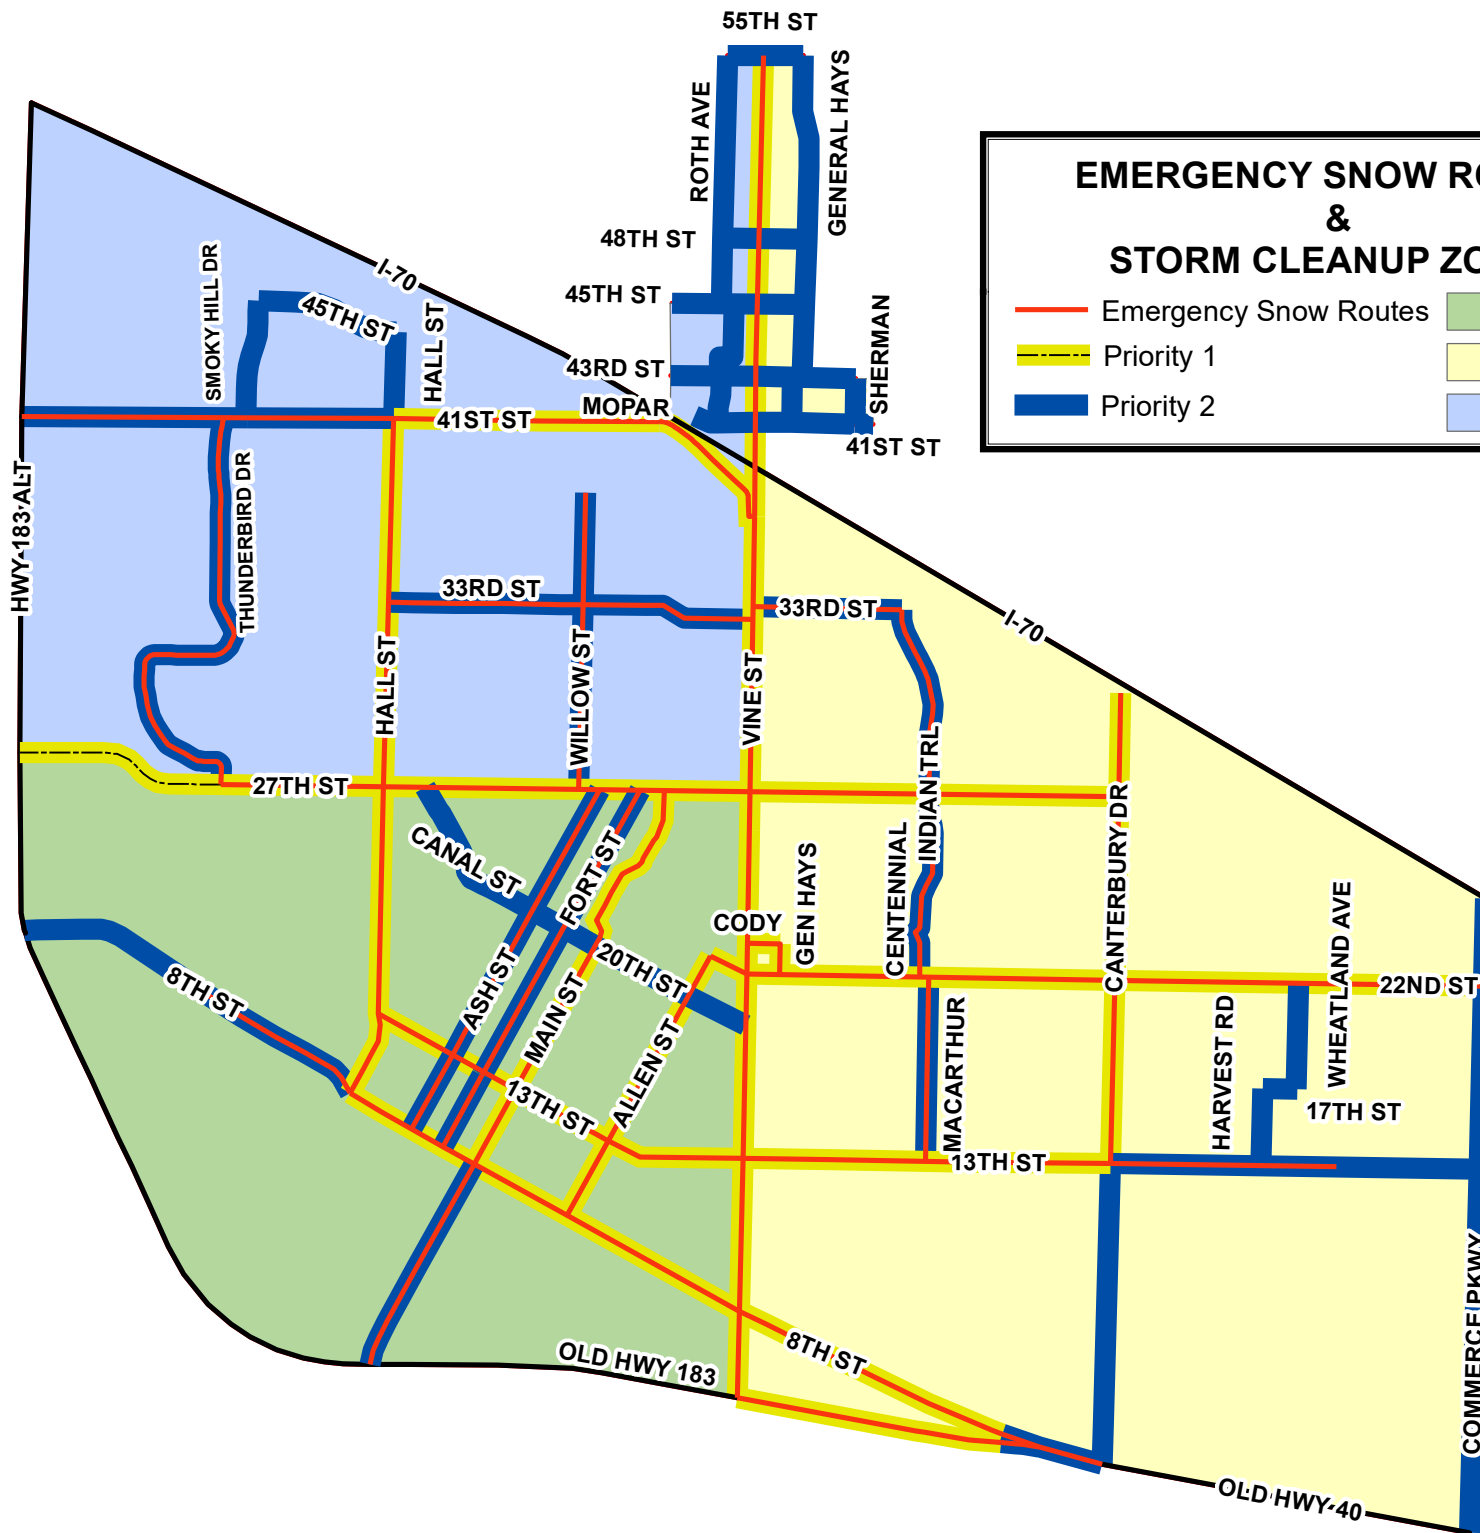 55TH ST
ROTH AVE
GENERAL HAYS
EMERGENCY SNOW RO
&
STORM CLEANUP ZO
Emergency Snow Routes
Priority 1
Priority 2
48TH ST
45TH ST
43RD ST
SHERMAN
MOPAR
41ST ST
41ST ST
I-70
SMOKY HILL DR
45TH ST
HALL ST
HWY 183 ALT
THUNDERBIRD DR
33RD ST
33RD ST
I-70
HALL ST
WILLOW ST
VINE ST
INDIAN TRL
27TH ST
CANAL ST
FORT ST
CODY
GEN HAYS
CENTENNIAL
CANTERBURY DR
WHEATLAND AVE
8TH ST
ASH ST
MAIN ST
20TH ST
22ND ST
ALLEN ST
13TH ST
MACARTHUR
HARVEST RD
17TH ST
13TH ST
COMMERCE PKWY
8TH ST
OLD HWY 183
OLD HWY 40